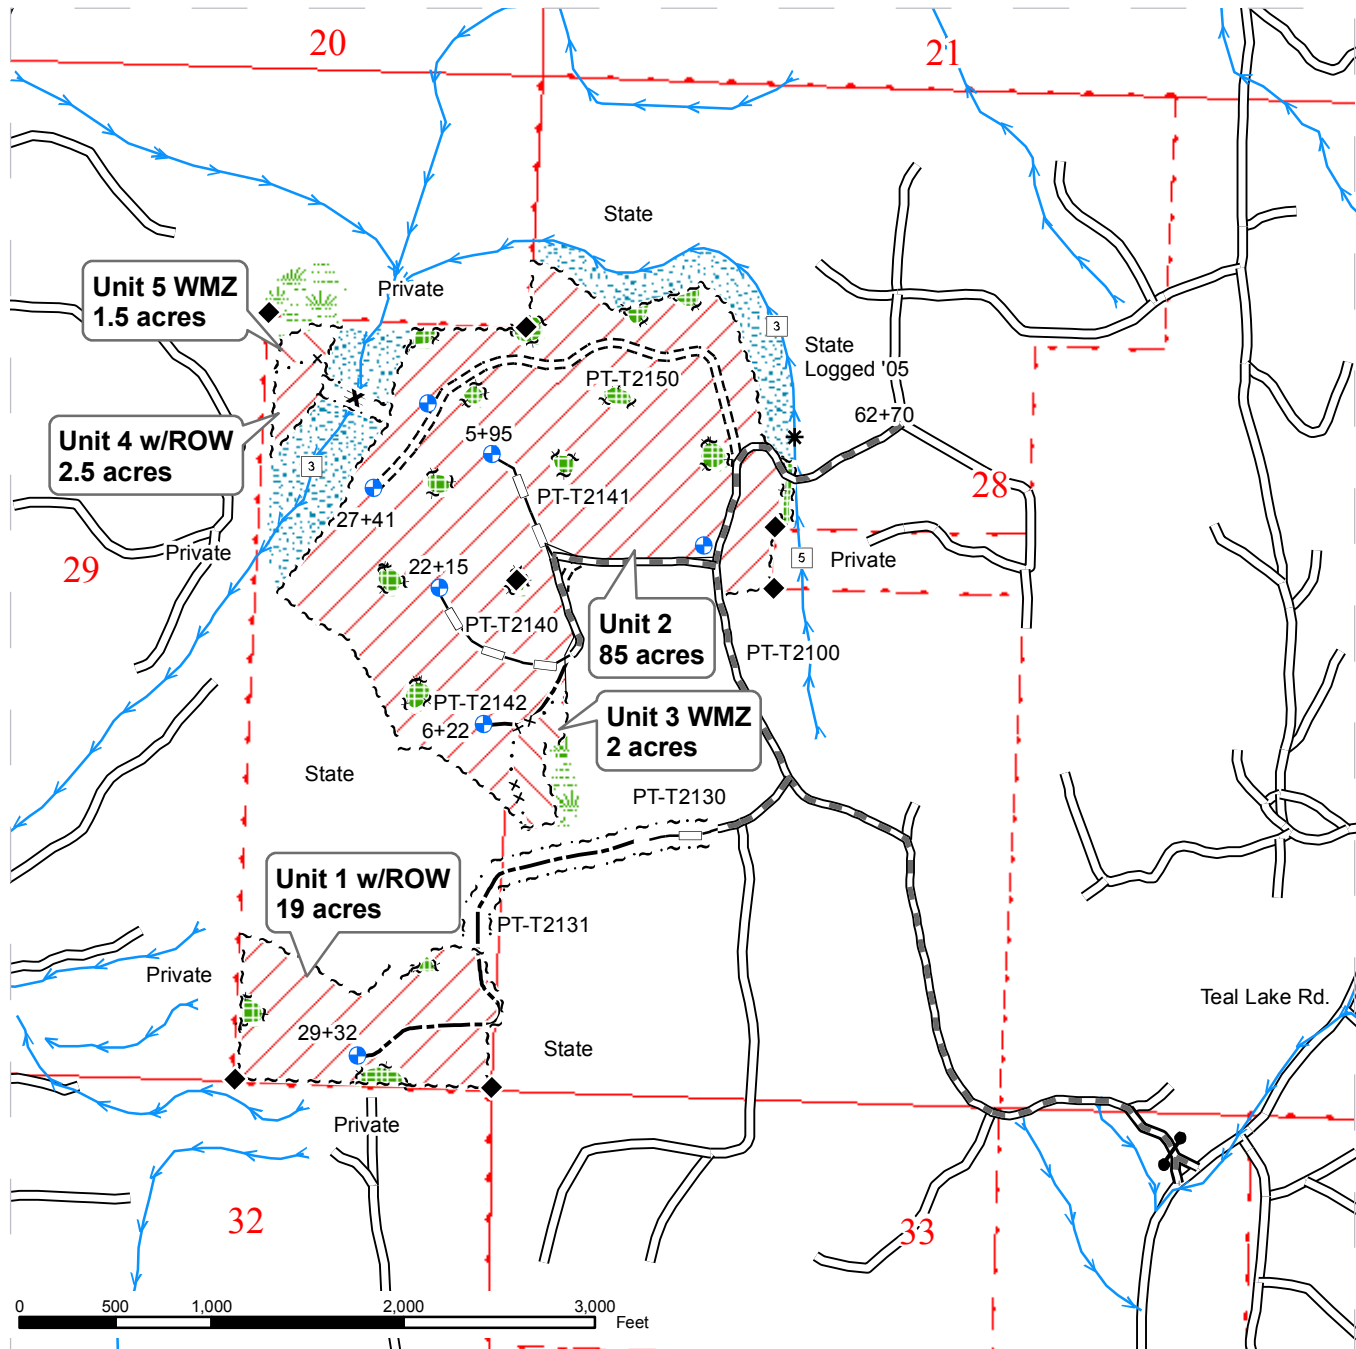 20
21
State
Unit 5 WMZ
1.5 acres
Private
3
State
Logged '05
PT-T2150
62+70
Unit 4 w/ROW
2.5 acres
5+95
3
28
PT-T2141
27+41
Private
29
5
Private
22+15
PT-T2140
Unit 2
85 acres
PT-T2100
PT-T2142
6+22
Unit 3 WMZ
2 acres
State
PT-T2130
Unit 1 w/ROW
19 acres
PT-T2131
Private
Teal Lake Rd.
29+32
State
Private
32
33
0 500 1,000 2,000 3,000
Feet